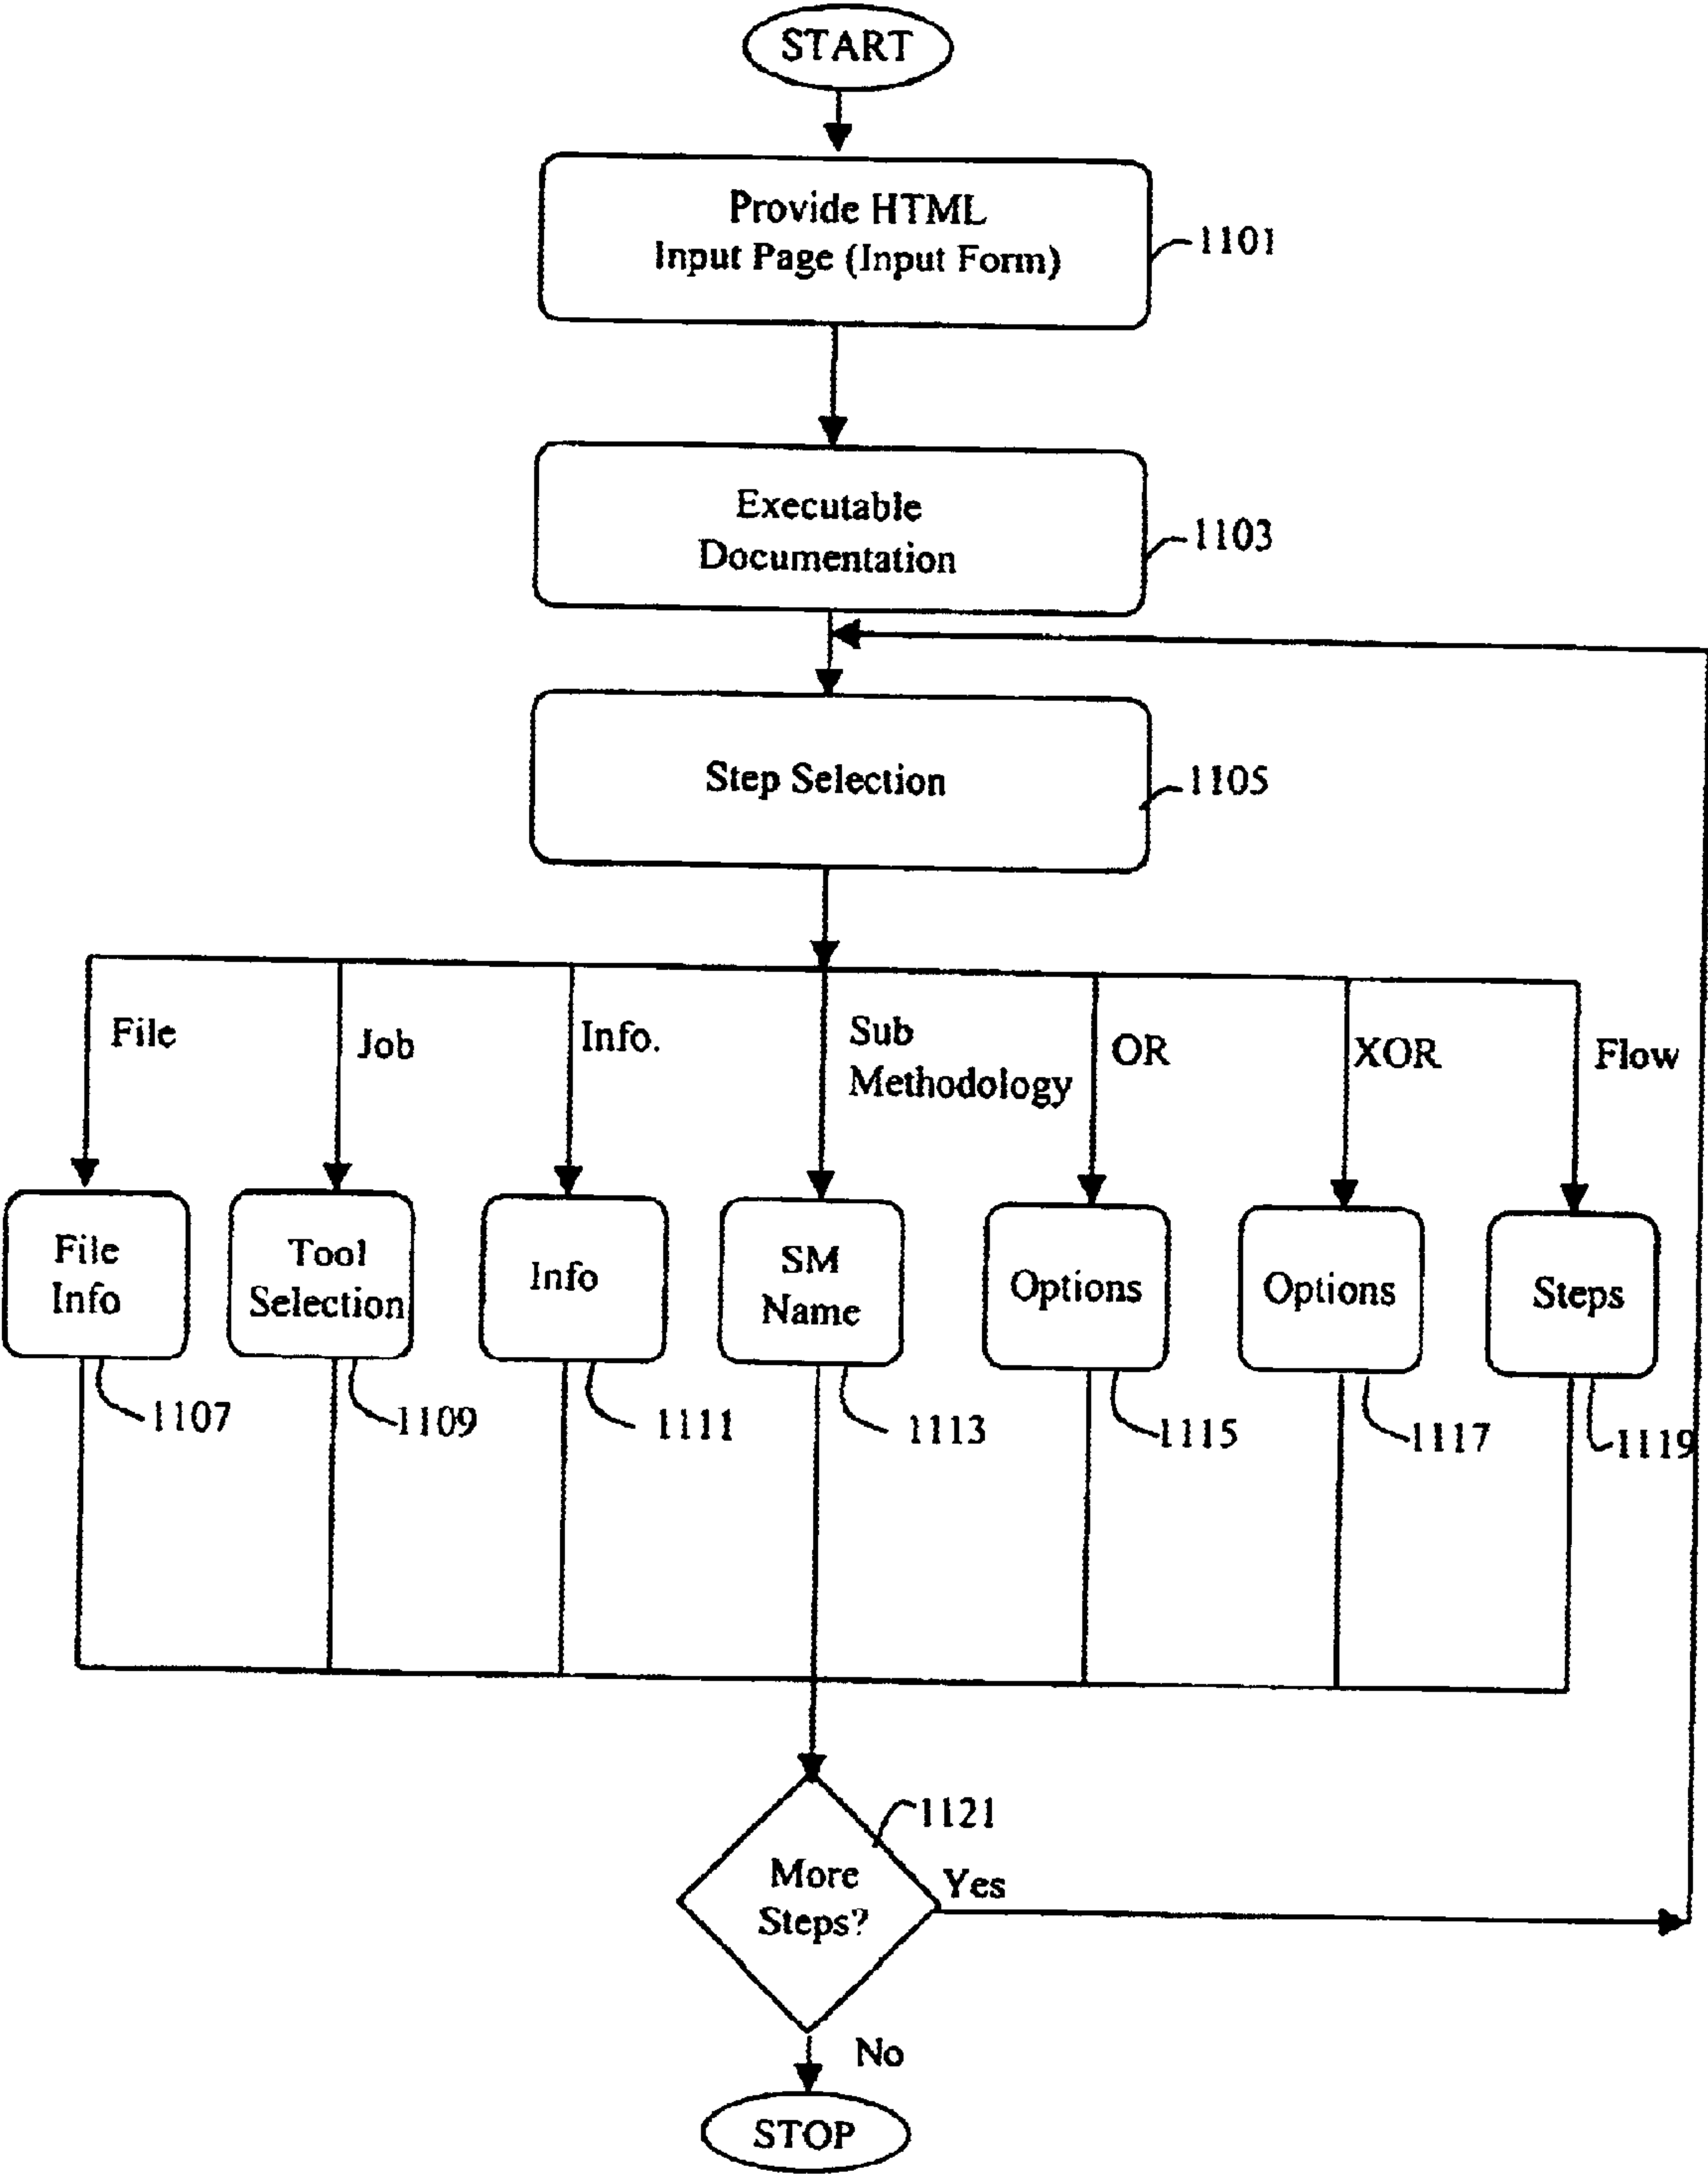 START
Provide HTML
Input Page (Input Form)
1101
Executable
Documentation
1103
Step Selection
1105
File
Job
Info.
Sub
Methodology
OR
XOR
Flow
File
Info
Tool
Selection
Info
SM
Name
Options
Options
Steps
1107
1109
1111
1113
1115
1117
1119
1121
More
Steps?
Yes
No
STOP